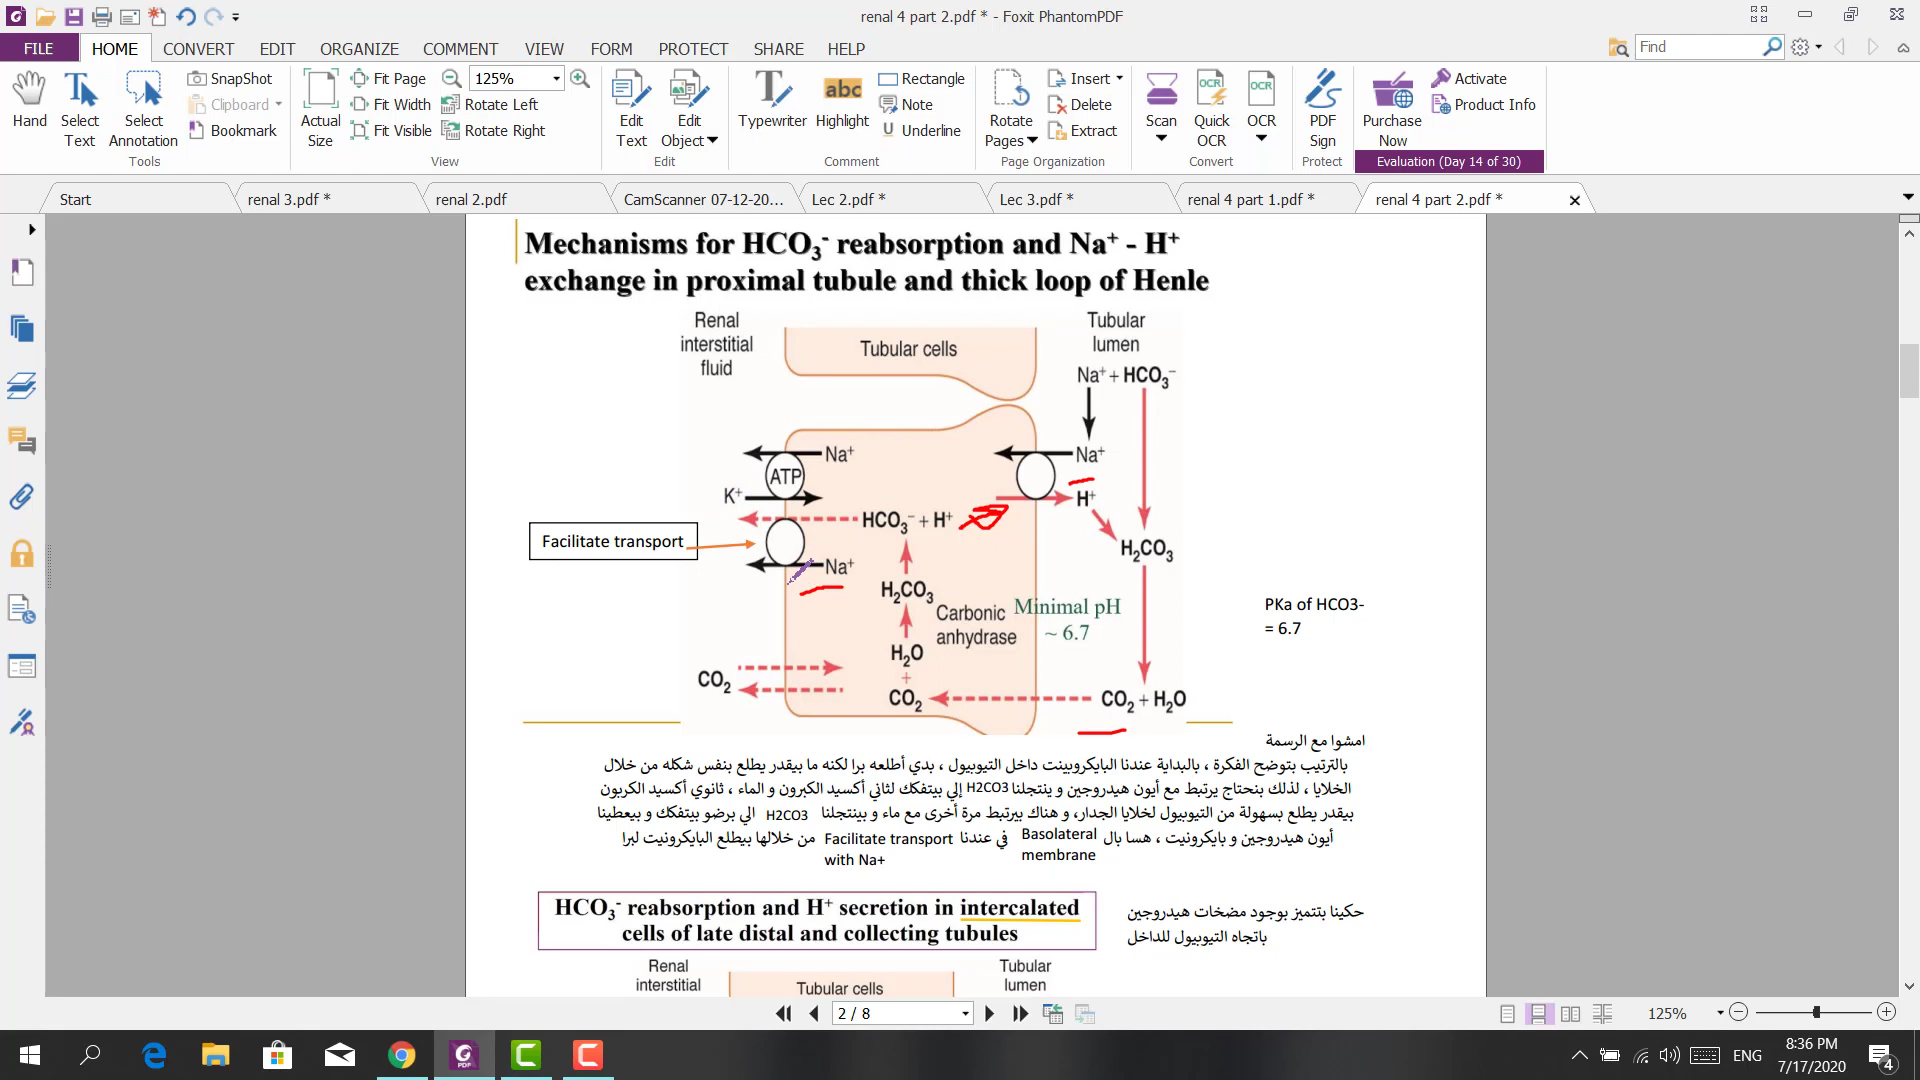 renal 4 part 2.pdf * - Foxit PhantomPDF
FILE HOME CONVERT EDIT ORGANIZE COMMENT VIEW FORM PROTECT SHARE HELP
Find
Hand
Select Text
Select Annotation
SnapShot
Clipboard
Bookmark
Tools
Actual Size
Fit Page
Fit Width
Fit Visible
125%
Rotate Left
Rotate Right
View
Edit Text
Edit Object
Edit
Typewriter
Highlight
Rectangle
Note
Underline
Comment
Rotate Pages
Insert
Delete
Extract
Page Organization
Scan
Quick OCR
OCR
Convert
PDF Sign
Protect
Purchase Now
Activate
Product Info
Evaluation (Day 14 of 30)
Start
renal 3.pdf *
renal 2.pdf
CamScanner 07-12-20...
Lec 2.pdf *
Lec 3.pdf *
renal 4 part 1.pdf *
renal 4 part 2.pdf *
Mechanisms for HCO3- reabsorption and Na+ - H+
exchange in proximal tubule and thick loop of Henle
Renal
interstitial
fluid
Tubular cells
Tubular
lumen
Na+ + HCO3−
Na+
ATP
Na+
K+
H+
HCO3− + H+
Facilitate transport
H2CO3
Na+
H2CO3
Carbonic
anhydrase
Minimal pH
~ 6.7
PKa of HCO3-
= 6.7
H2O
+
CO2
CO2
CO2 + H2O
امشوا مع الرسمة
بالترتيب بتوضح الفكرة ، بالبداية عندنا البايكروبينت داخل التيوبيول ، بدي أطلعه برا لكنه ما بيقدر يطلع بنفس شكله من خلال
الخلايا ، لذلك بنحتاج يرتبط مع أيون هيدروجين و ينتجلنا H2CO3 إلي بيتفكك لثاني أكسيد الكبرون و الماء ، ثانوي أكسيد الكربون
بيقدر يطلع بسهولة من التيوبيول لخلايا الجدار، و هناك بيرتبط مرة أخرى مع ماء و بينتجلنا H2CO3 الي برضو بيتفكك و بيعطينا
أيون هيدروجين و بايكرونيت ، هسا بال Basolateral membrane في عندنا Facilitate transport with Na+ من خلالها بيطلع البايكرونيت لبرا
HCO3- reabsorption and H+ secretion in intercalated
cells of late distal and collecting tubules
حكينا بتتميز بوجود مضخات هيدروجين
باتجاه التيوبيول للداخل
Renal
interstitial
Tubular cells
Tubular
lumen
2 / 8
125%
ENG
8:36 PM
7/17/2020
4